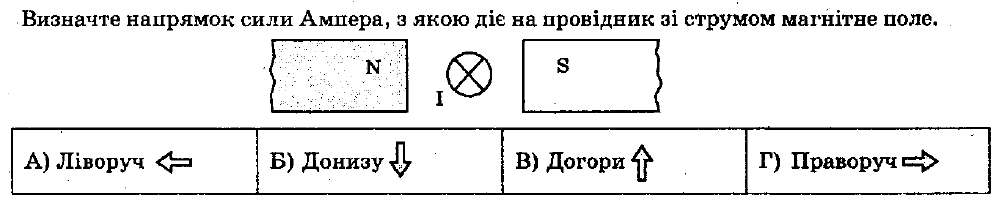 Визначте напрямок сили Ампера, з якою діє на провідник зі струмом магнітне поле.
N I S
А) Ліворуч Б) Донизу В) Догори Г) Праворуч